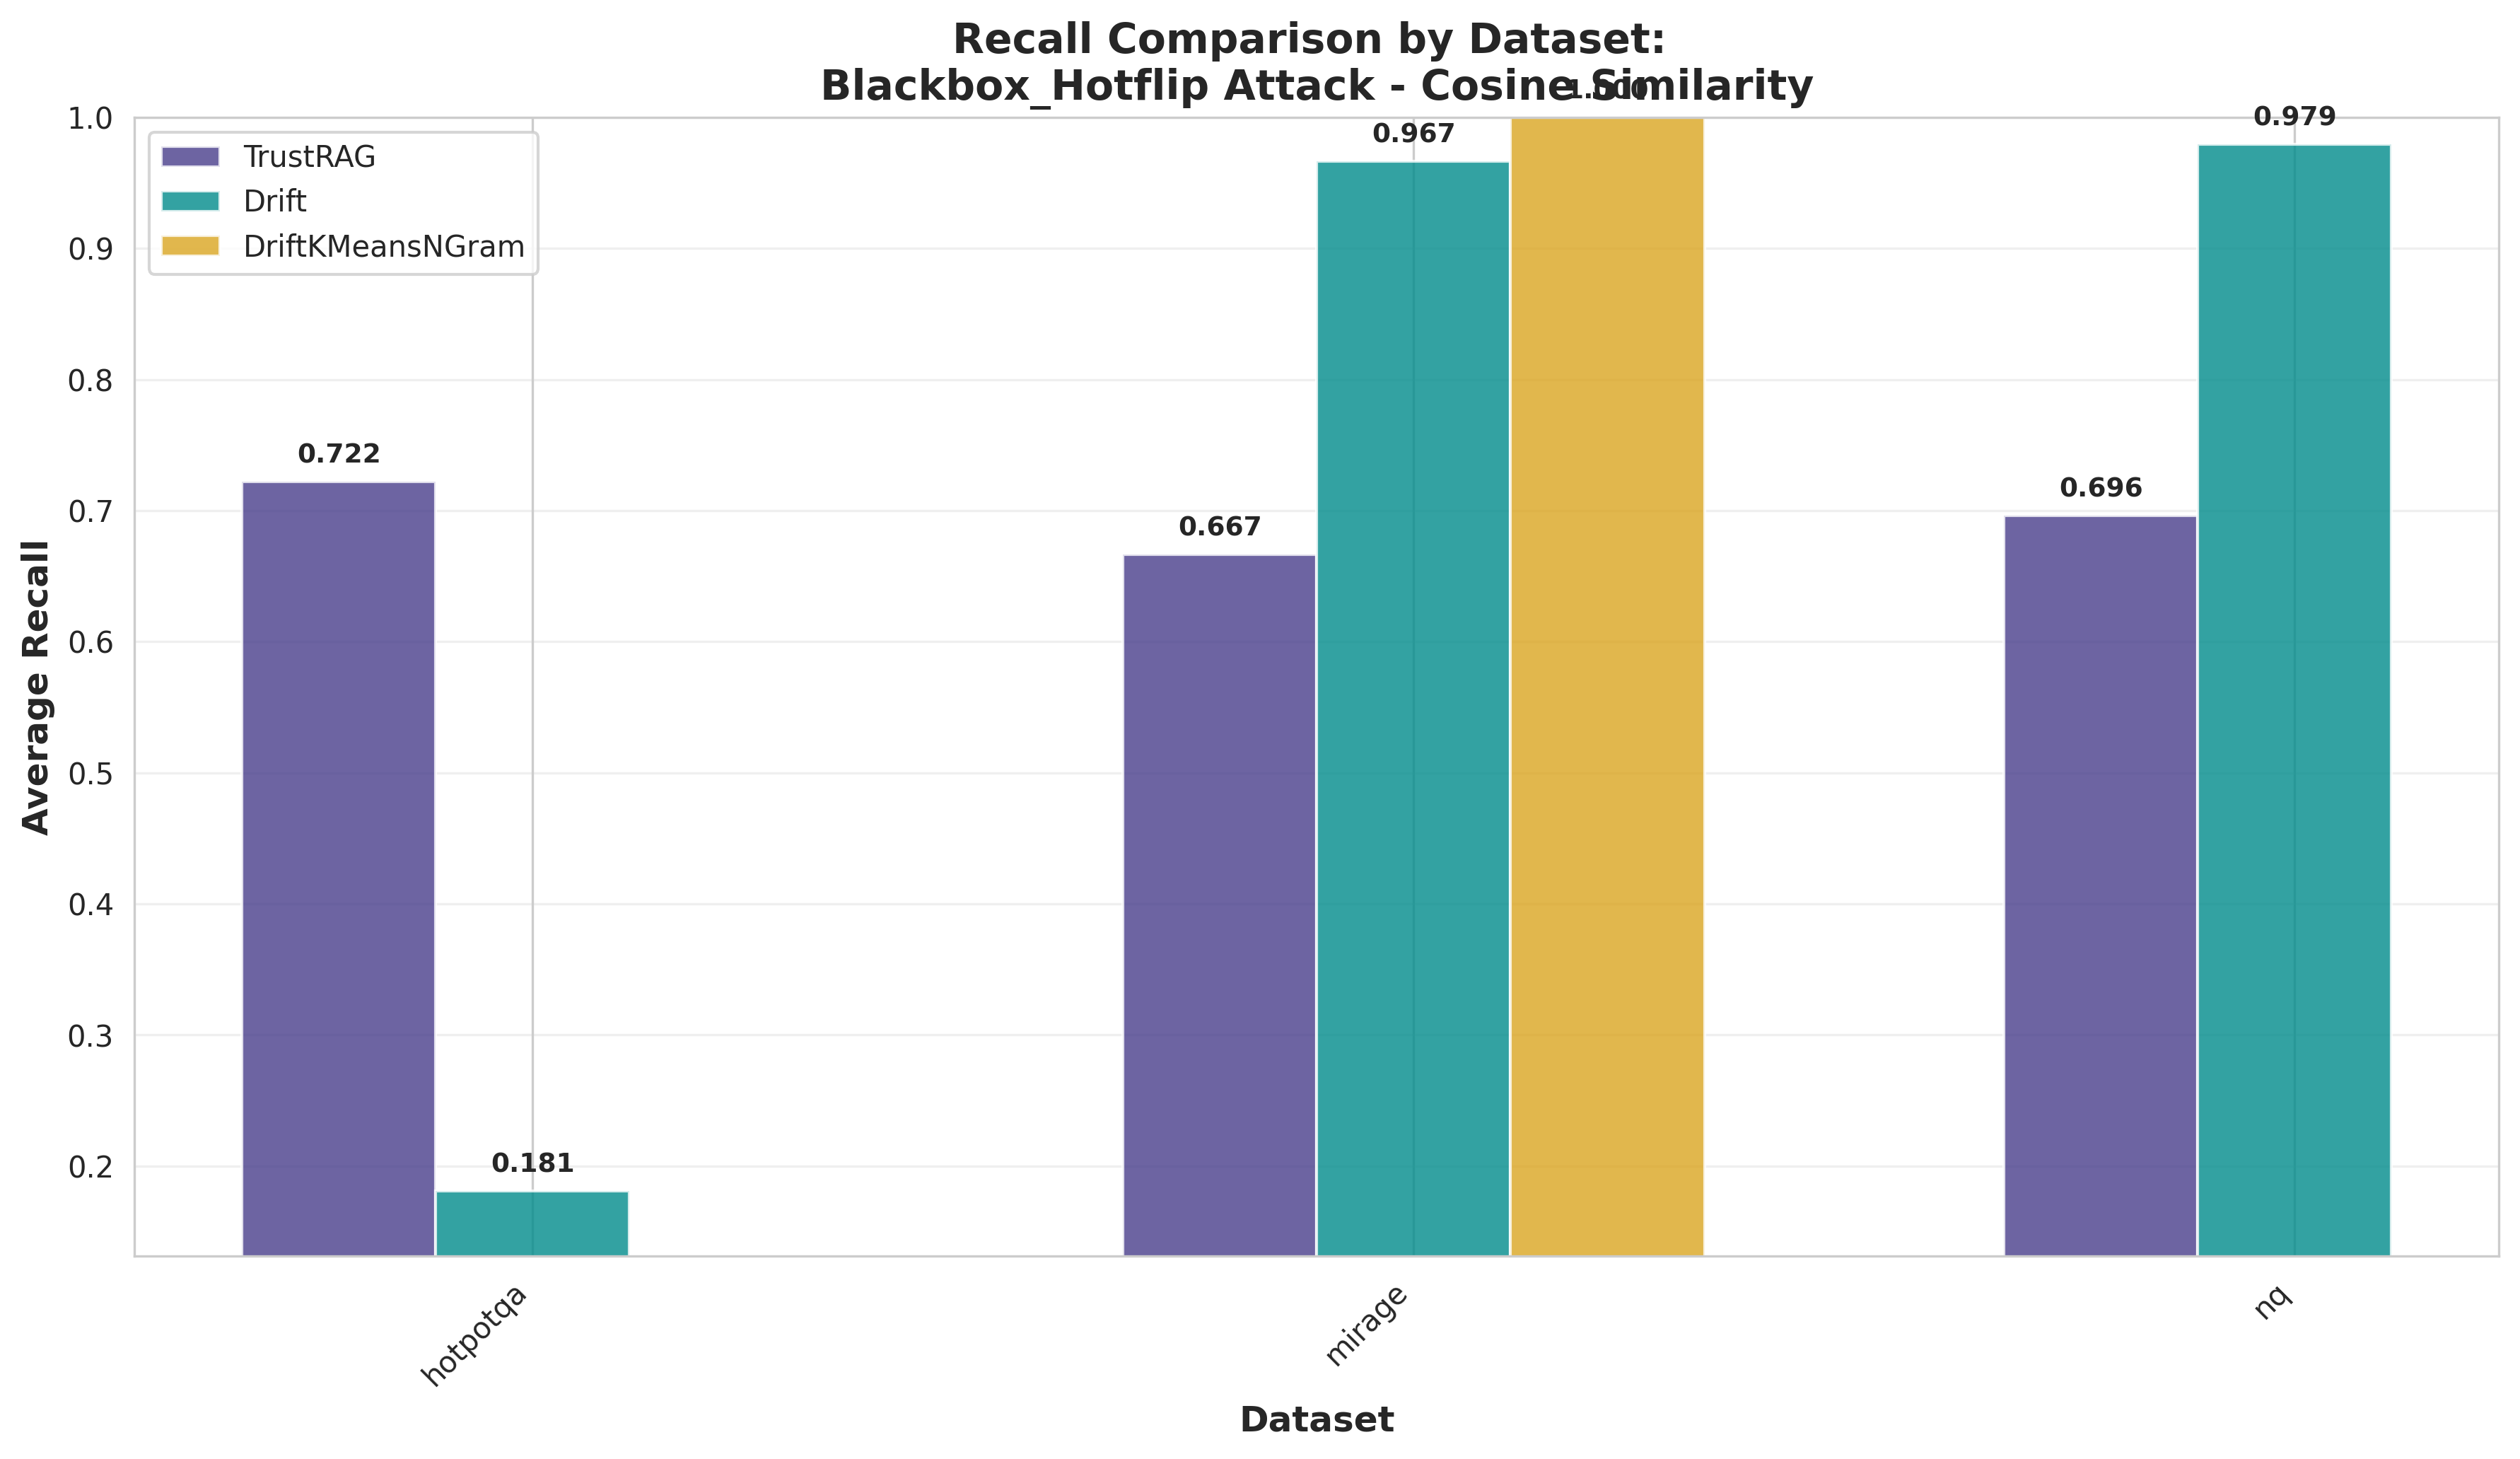 Recall Comparison by Dataset:
Blackbox_Hotflip Attack - Cosine Similarity
1.0
0.9
0.8
0.7
0.6
0.5
0.4
0.3
0.2
Average Recall
TrustRAG
Drift
DriftKMeansNGram
0.722
0.181
0.667
0.967
0.696
0.979
hotpotqa
mirage
nq
Dataset